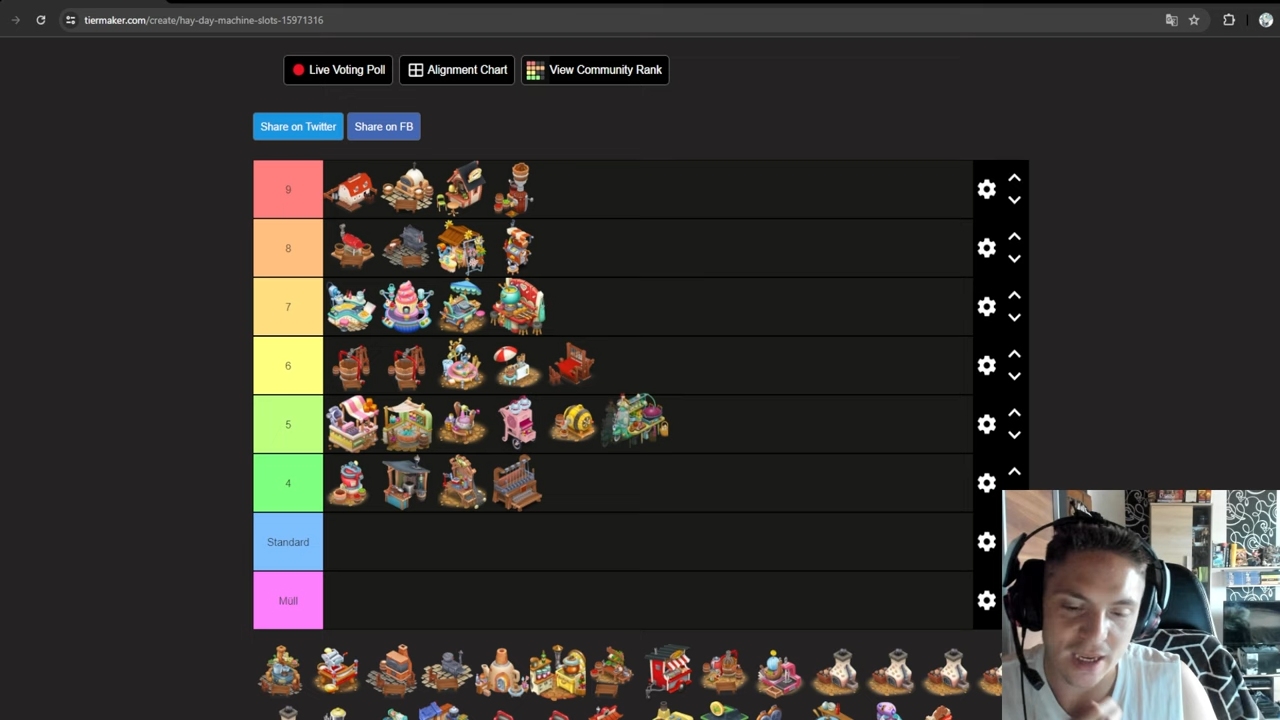 tiermaker.com/create/hay-day-machine-slots-15971316
Live Voting Poll
Alignment Chart
View Community Rank
Share on Twitter
Share on FB
9
8
7
6
5
4
Standard
Müll